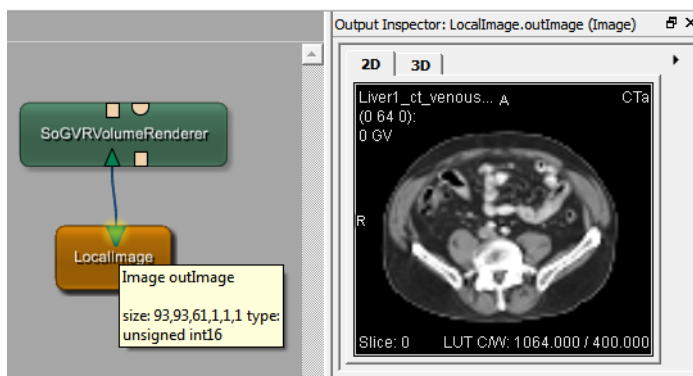 Output Inspector: LocalImage.outImage (Image)
2D
3D
Liver1_ct_venous...
A
CTa
(0 64 0):
0 GV
R
Slice: 0
LUT C/W: 1064.000 / 400.000
SoGVRVolumeRenderer
LocalImage
Image outImage
size: 93,93,61,1,1,1 type:
unsigned int16